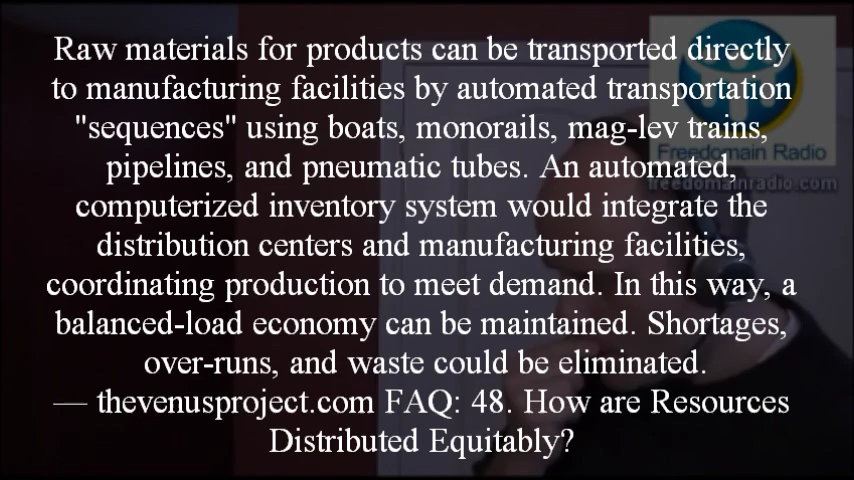 Raw materials for products can be transported directly
to manufacturing facilities by automated transportation
"sequences" using boats, monorails, mag-lev trains,
pipelines, and pneumatic tubes. An automated,
computerized inventory system would integrate the
distribution centers and manufacturing facilities,
coordinating production to meet demand. In this way, a
balanced-load economy can be maintained. Shortages,
over-runs, and waste could be eliminated.
— thevenusproject.com FAQ: 48. How are Resources
Distributed Equitably?
Freedomain Radio
freedomainradio.com